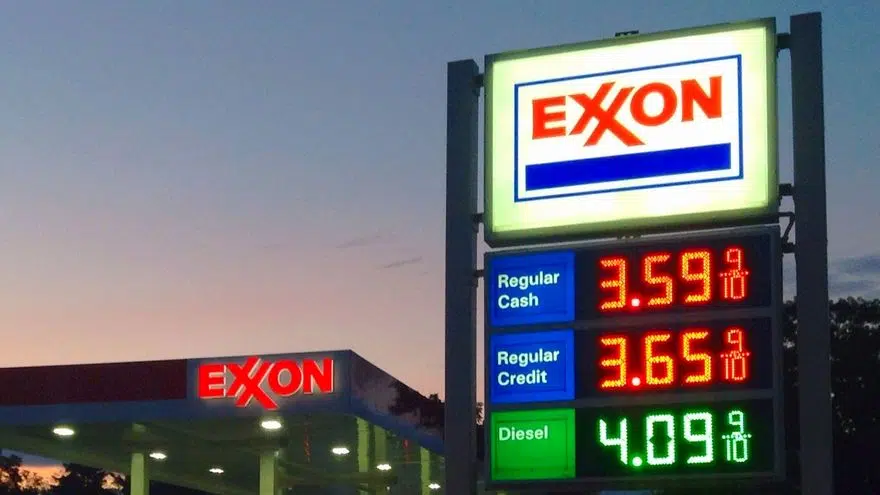 EXXON
Regular
Cash
3.59 9/10
Regular
Credit
3.65 9/10
Diesel
4.09 9/10
EXXON